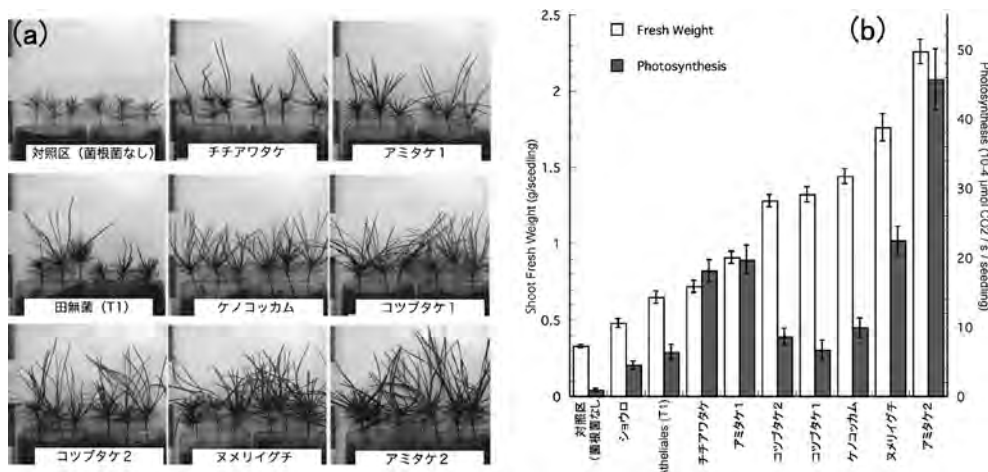 (a)
対照区（菌根菌なし）
チチアワタケ
アミタケ１
田無菌（T1）
ケノコッカム
コツブタケ１
コツブタケ２
ヌメリイグチ
アミタケ２
(b)
Fresh Weight
Photosynthesis
Shoot Fresh Weight (g/seedling)
2.5
2
1.5
1
0.5
0
50
40
30
20
10
0
Photosynthesis (10-4 μmol CO2 / s / seedling)
対照区
（菌根菌なし）
ショウロ
theliales (T1)
チチアワタケ
アミタケ１
コツブタケ２
コツブタケ１
ケノコッカム
ヌメリイグチ
アミタケ２